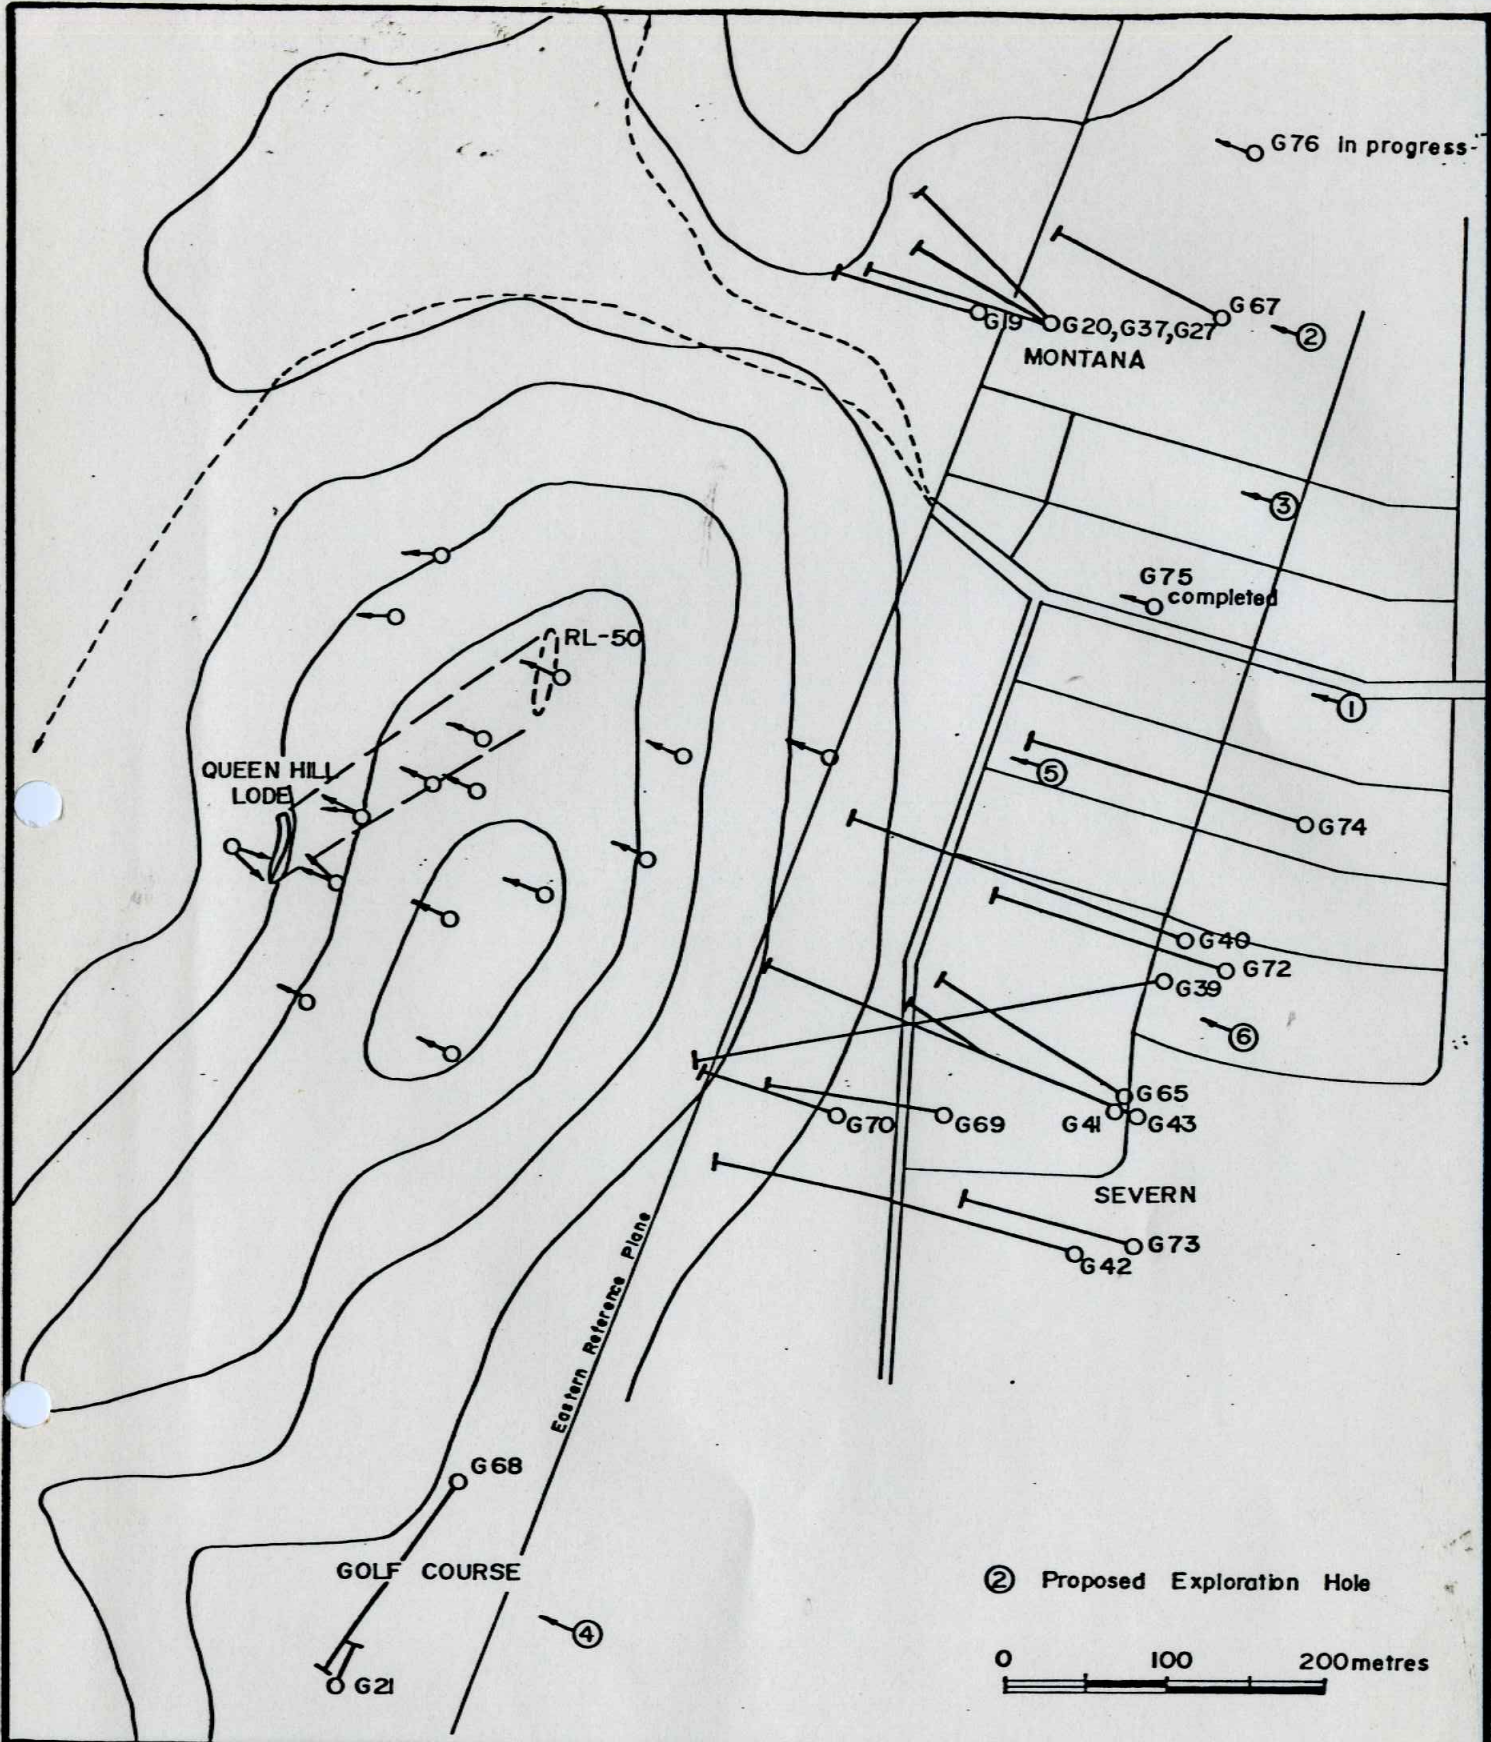 G76 in progress
G67
G19
G20, G37, G27
②
MONTANA
③
G75
completed
RL-50
①
QUEEN HILL
LODE
⑤
G74
G40
G72
G39
⑥
G65
G70
G69
G41
G43
SEVERN
G73
G42
Eastern Reference Plane
G68
GOLF COURSE
② Proposed Exploration Hole
④
0 100 200 metres
G21